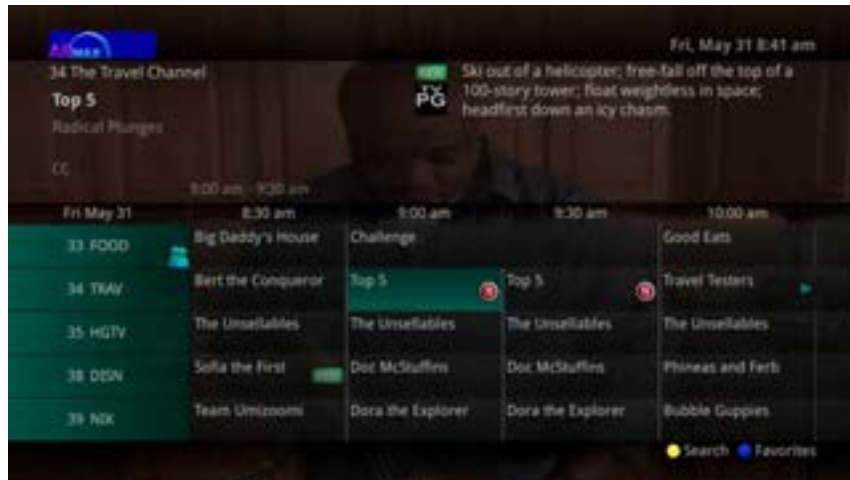 Fri, May 31 8:41 am
34 The Travel Channel
Top 5
Radical Plunges
CC
TV
PG
Ski out of a helicopter; free-fall off the top of a
100-story tower; float weightless in space;
headfirst down an icy chasm.
9:00 am - 9:30 am
Fri May 31 8:30 am 9:00 am 9:30 am 10:00 am
33 FOOD Big Daddy's House Challenge Good Eats
34 TRAV Bert the Conqueror Top 5 Top 5 Travel Testers
35 HGTV The Unsellables The Unsellables The Unsellables The Unsellables
38 DISN Sofia the First Doc McStuffins Doc McStuffins Phineas and Ferb
39 NIK Team Umizoomi Dora the Explorer Dora the Explorer Bubble Guppies
Search Favorites